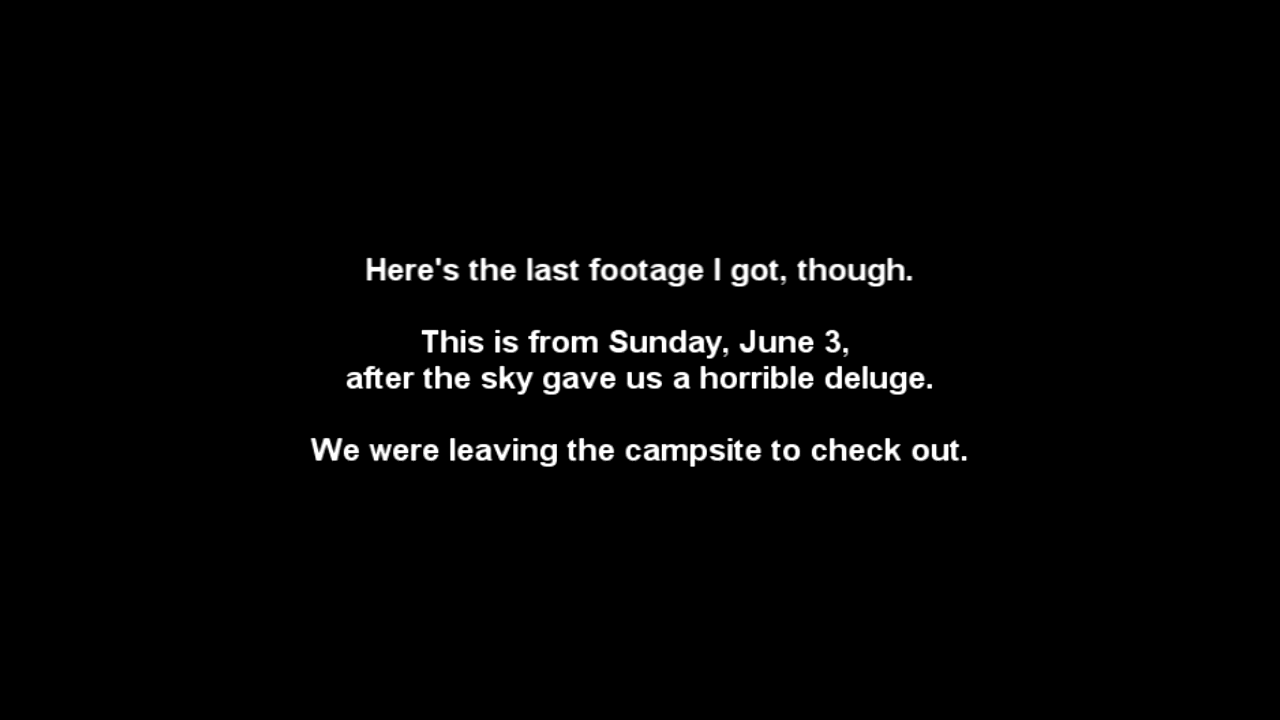 Here's the last footage I got, though.
This is from Sunday, June 3,
after the sky gave us a horrible deluge.
We were leaving the campsite to check out.